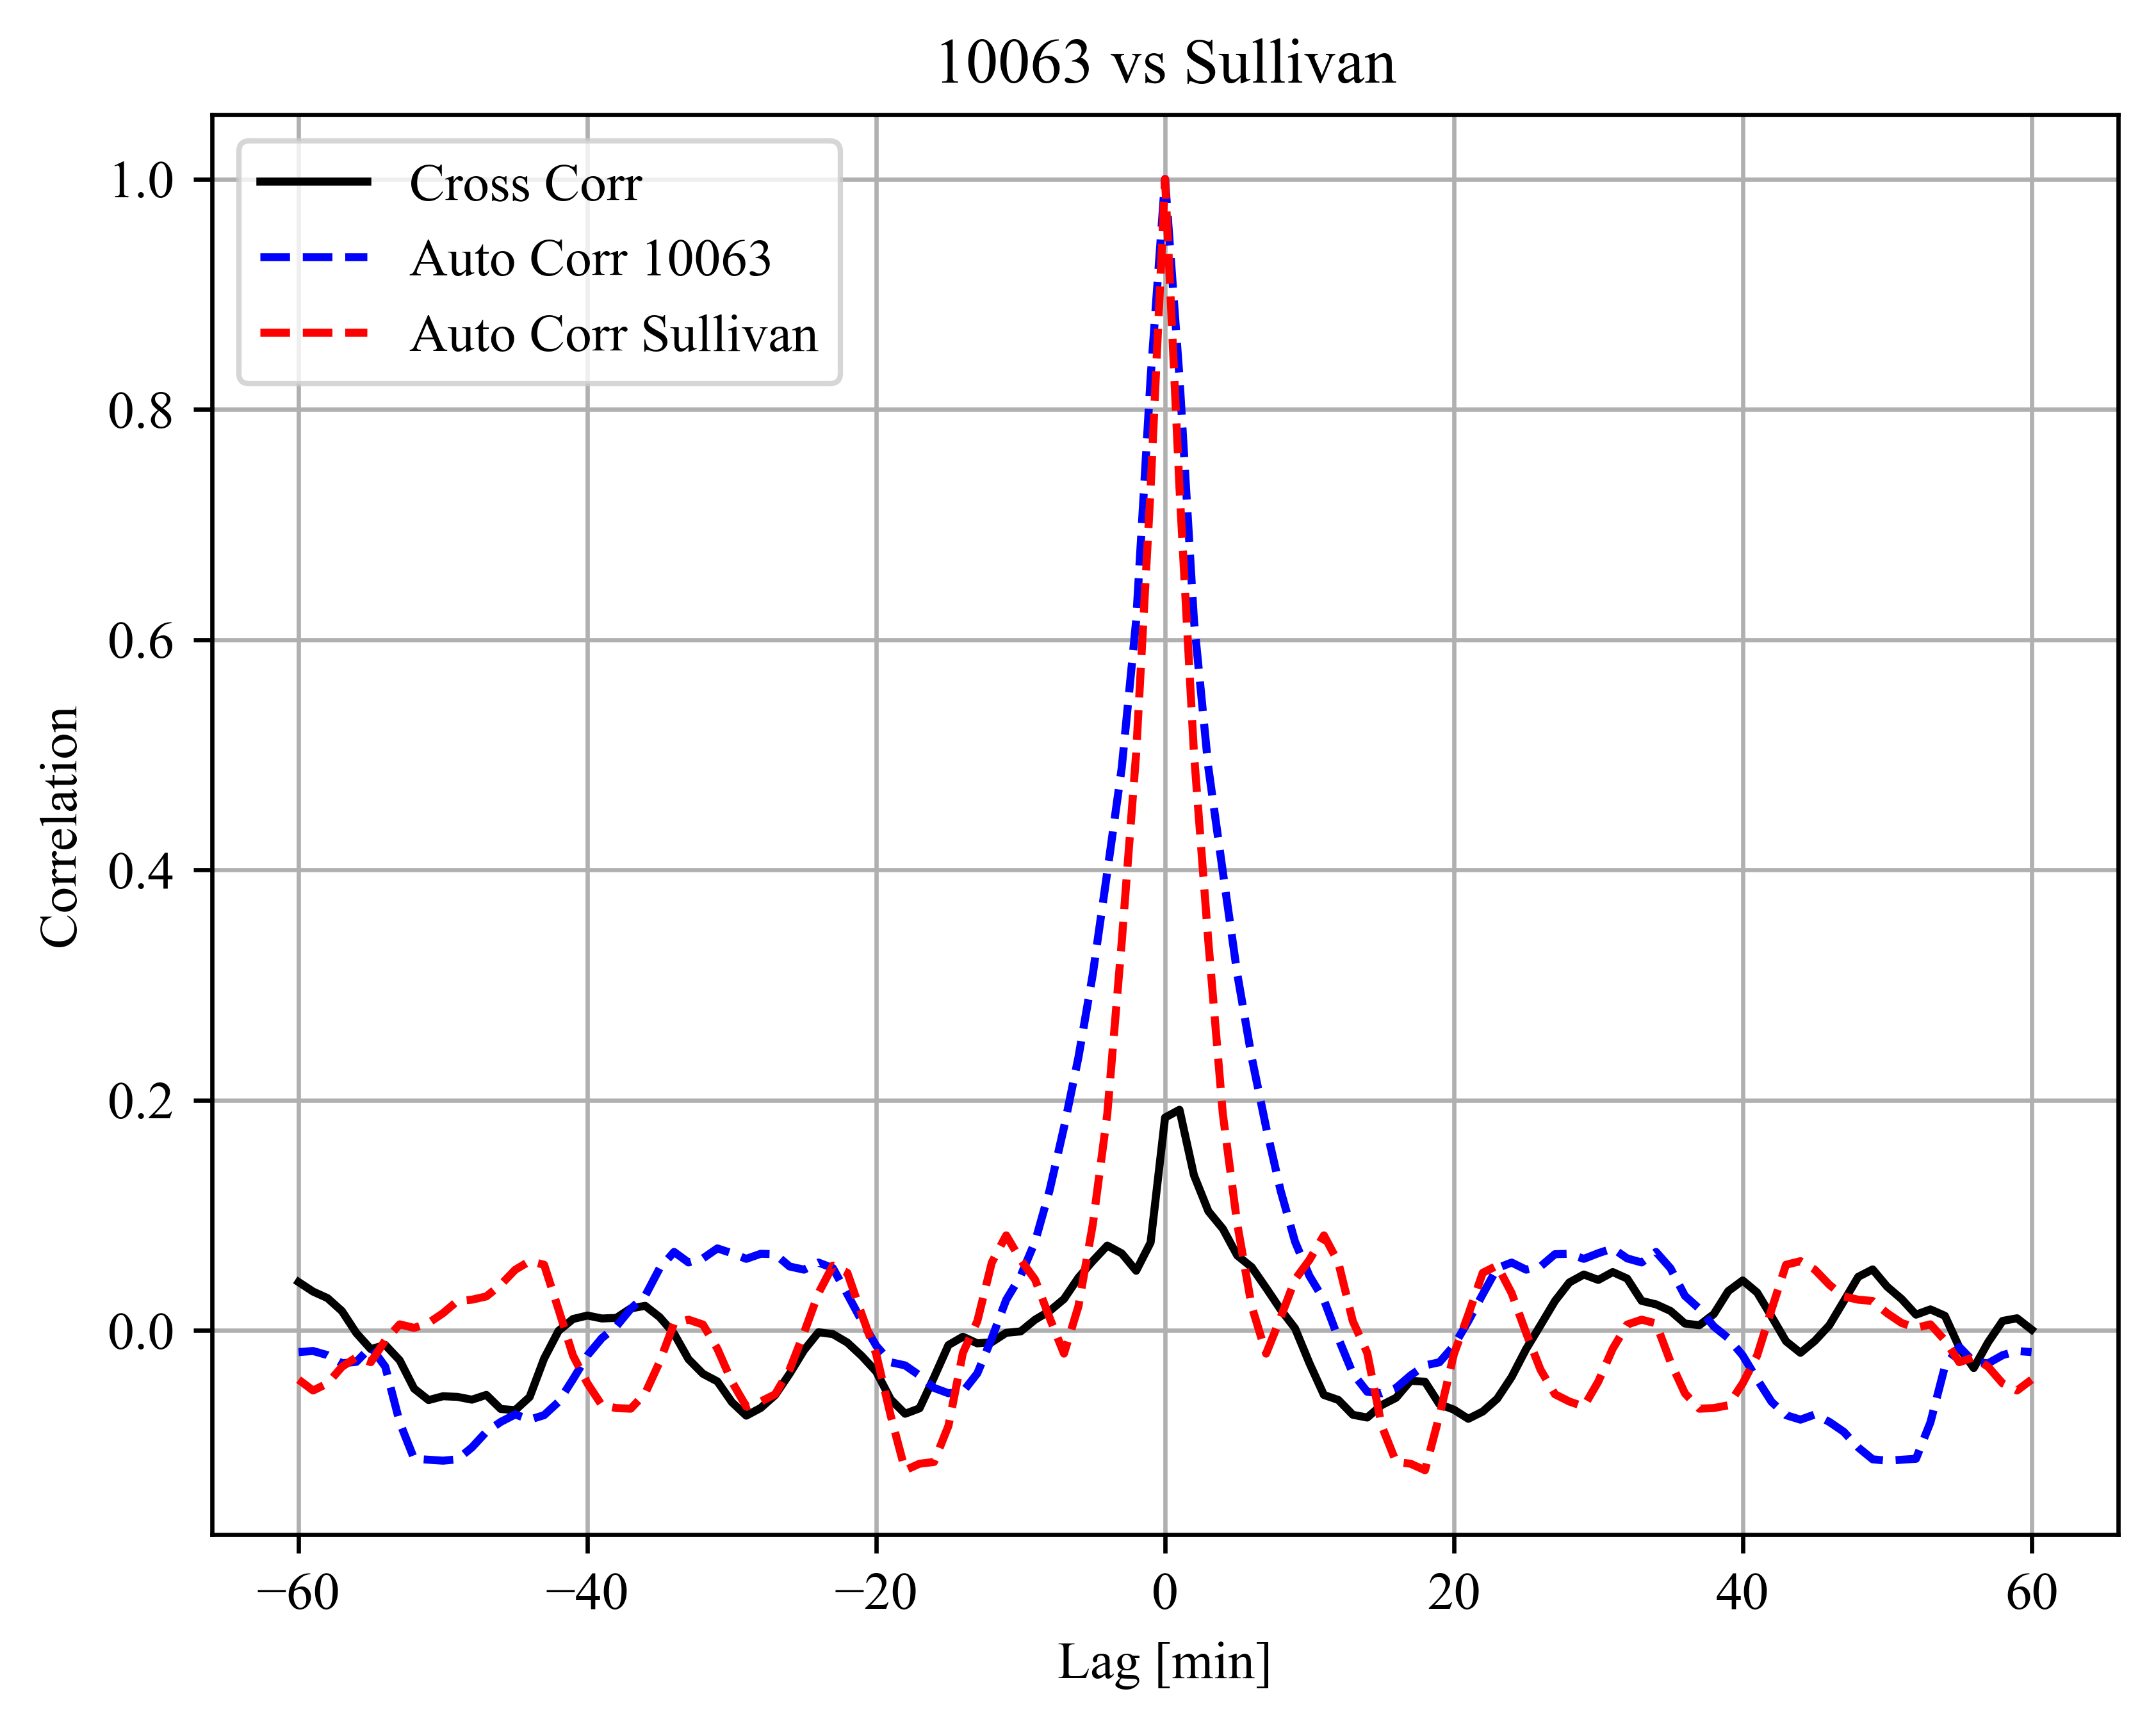 10063 vs Sullivan
Cross Corr
Auto Corr 10063
Auto Corr Sullivan
1.0
0.8
0.6
0.4
0.2
0.0
Correlation
−60 −40 −20 0 20 40 60
Lag [min]